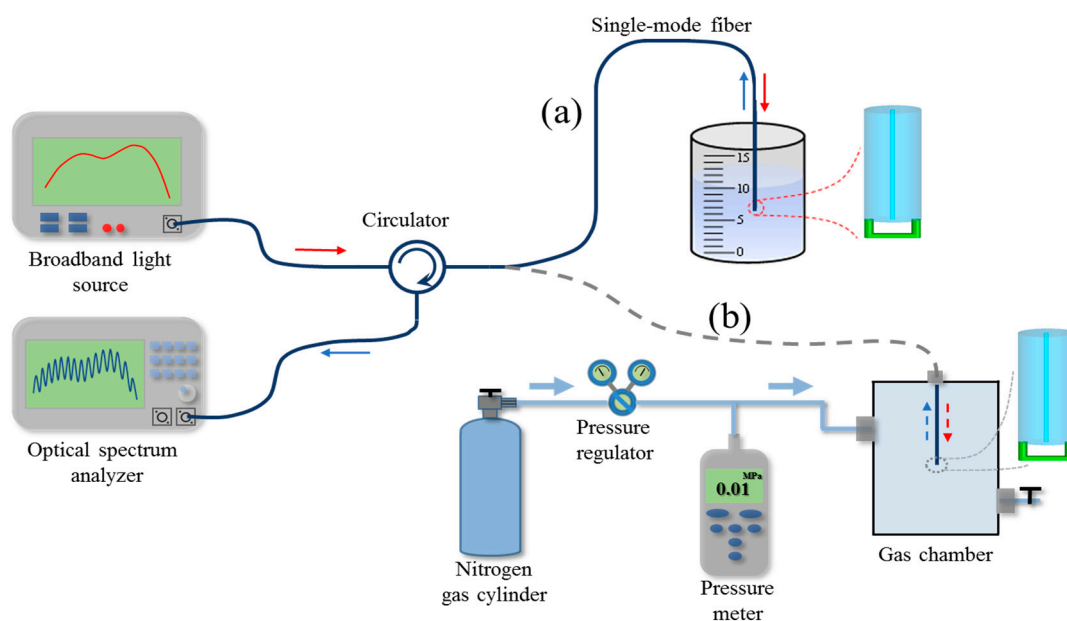 Single-mode fiber
(a)
15
10
5
0
Circulator
Broadband light
source
(b)
Optical spectrum
analyzer
Pressure
regulator
MPa
0.01
Nitrogen
gas cylinder
Pressure
meter
Gas chamber